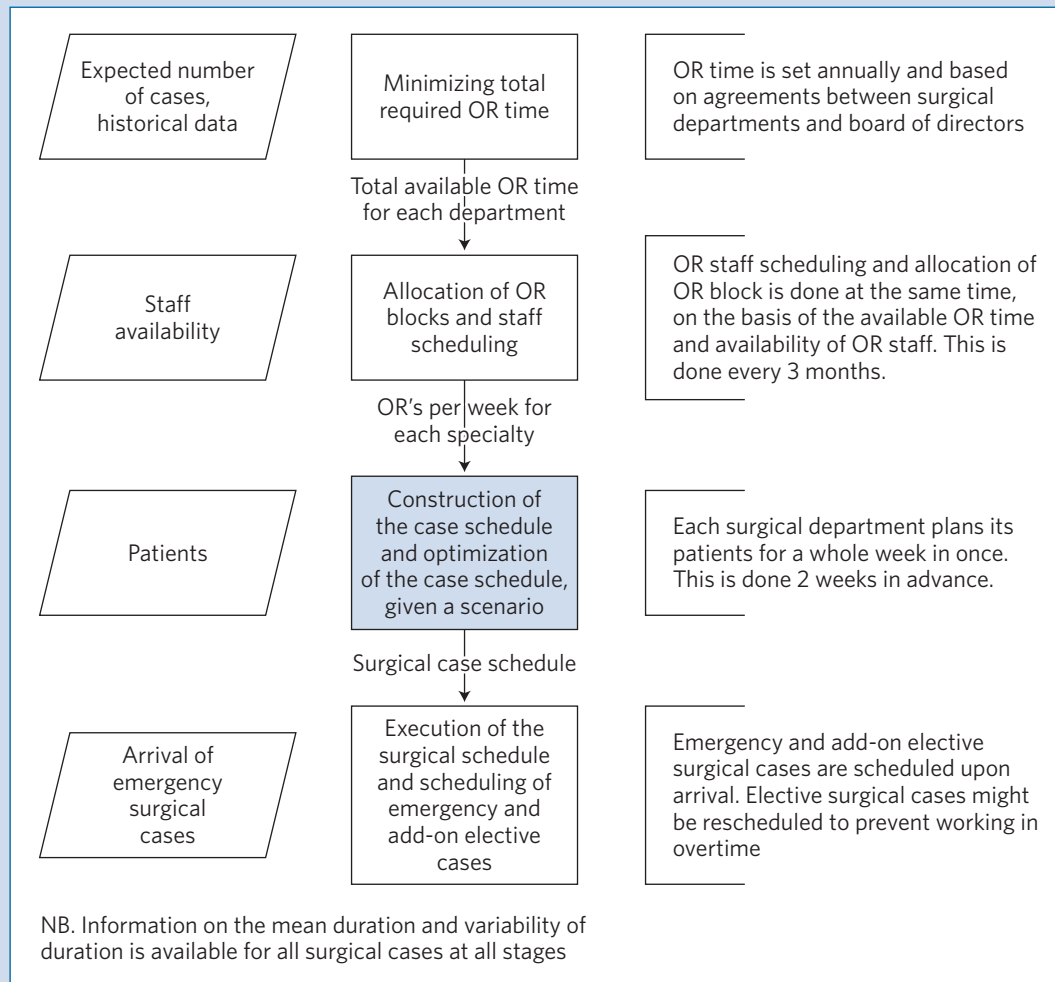 Expected number
of cases,
historical data
Minimizing total
required OR time
OR time is set annually and based
on agreements between surgical
departments and board of directors
Total available OR time
for each department
Staff
availability
Allocation of OR
blocks and staff
scheduling
OR staff scheduling and allocation of
OR block is done at the same time,
on the basis of the available OR time
and availability of OR staff. This is
done every 3 months.
OR's per week for
each specialty
Patients
Construction of
the case schedule
and optimization
of the case schedule,
given a scenario
Each surgical department plans its
patients for a whole week in once.
This is done 2 weeks in advance.
Surgical case schedule
Arrival of
emergency
surgical
cases
Execution of the
surgical schedule
and scheduling of
emergency and
add-on elective
cases
Emergency and add-on elective
surgical cases are scheduled upon
arrival. Elective surgical cases might
be rescheduled to prevent working in
overtime
NB. Information on the mean duration and variability of
duration is available for all surgical cases at all stages